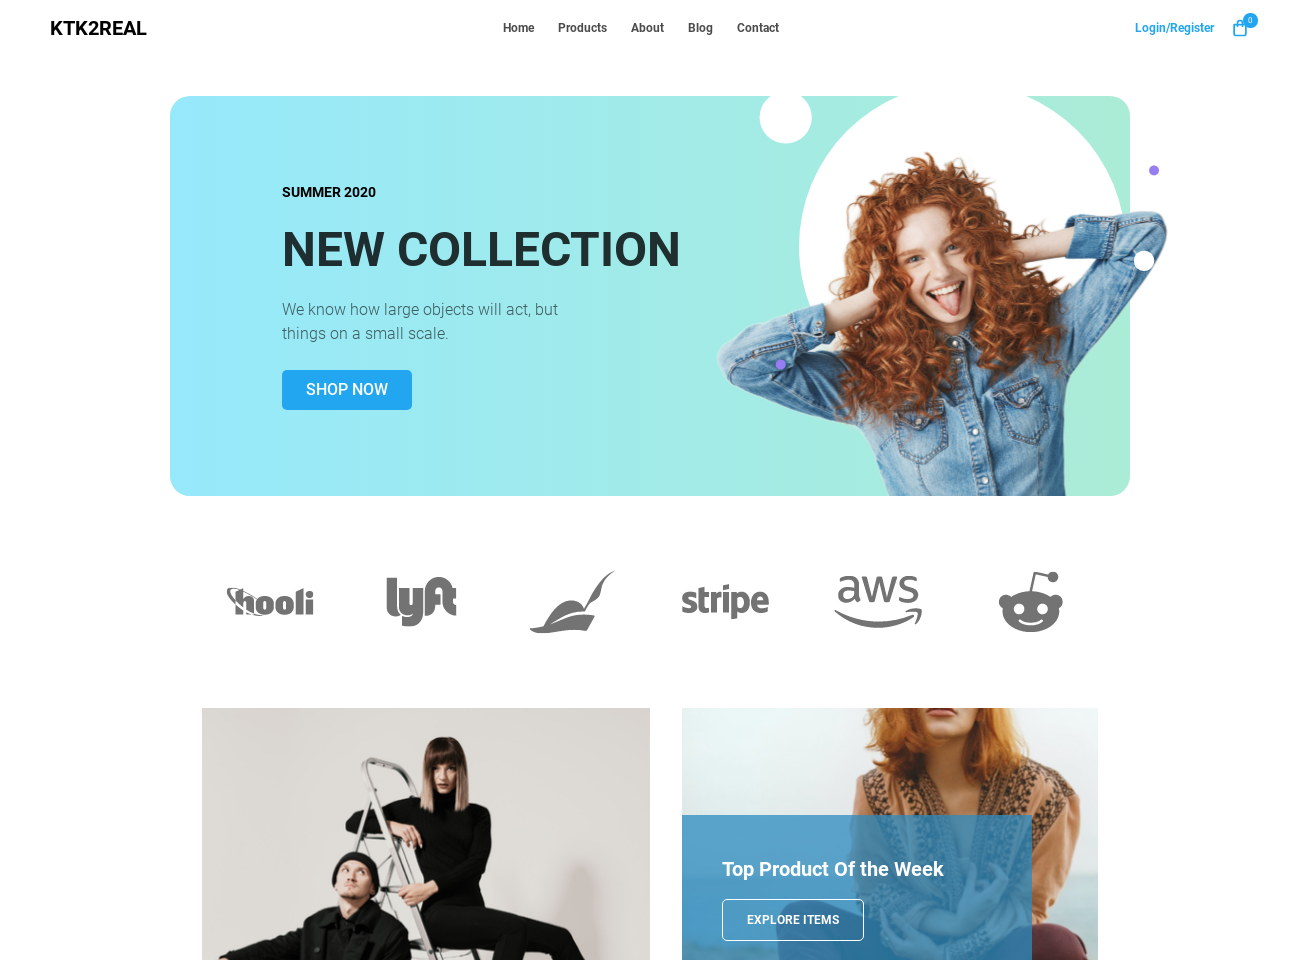 KTK2REAL
Home
Products
About
Blog
Contact
Login/Register
0
SUMMER 2020
NEW COLLECTION
We know how large objects will act, but
things on a small scale.
SHOP NOW
hooli
lyft
stripe
aws
Top Product Of the Week
EXPLORE ITEMS